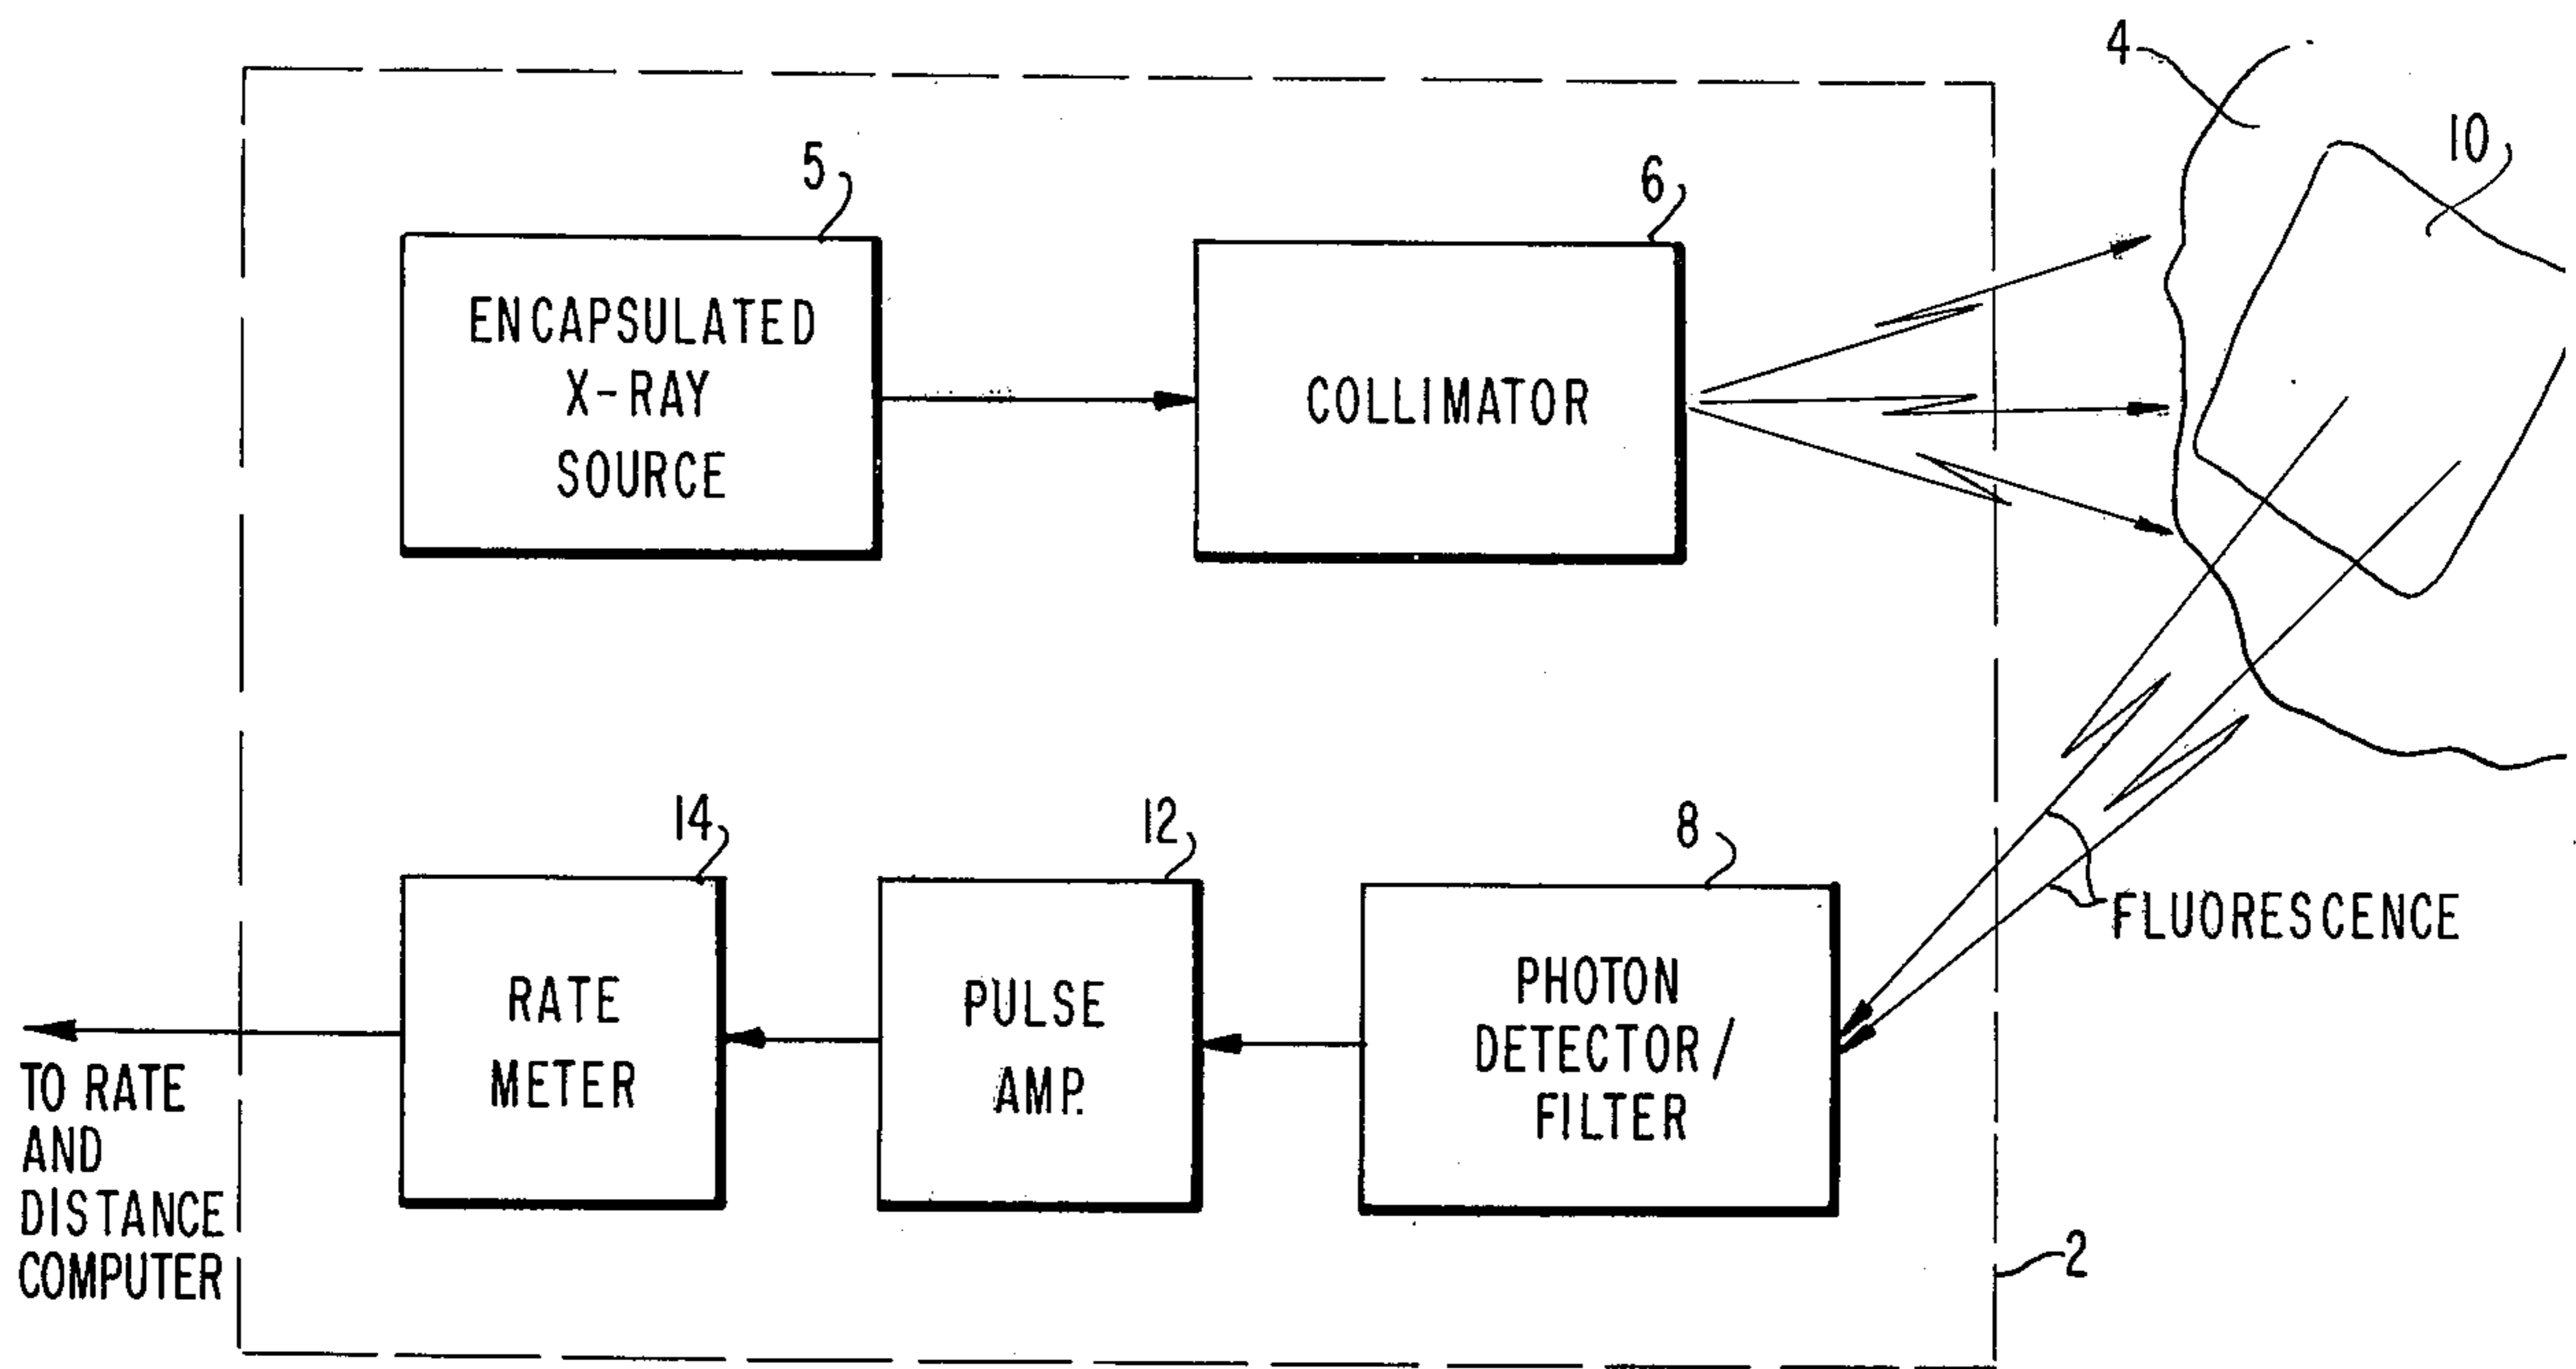 4
10
5
6
ENCAPSULATED
X-RAY
SOURCE
COLLIMATOR
14
12
8
FLUORESCENCE
RATE
METER
PULSE
AMP.
PHOTON
DETECTOR/
FILTER
TO RATE
AND
DISTANCE
COMPUTER
2